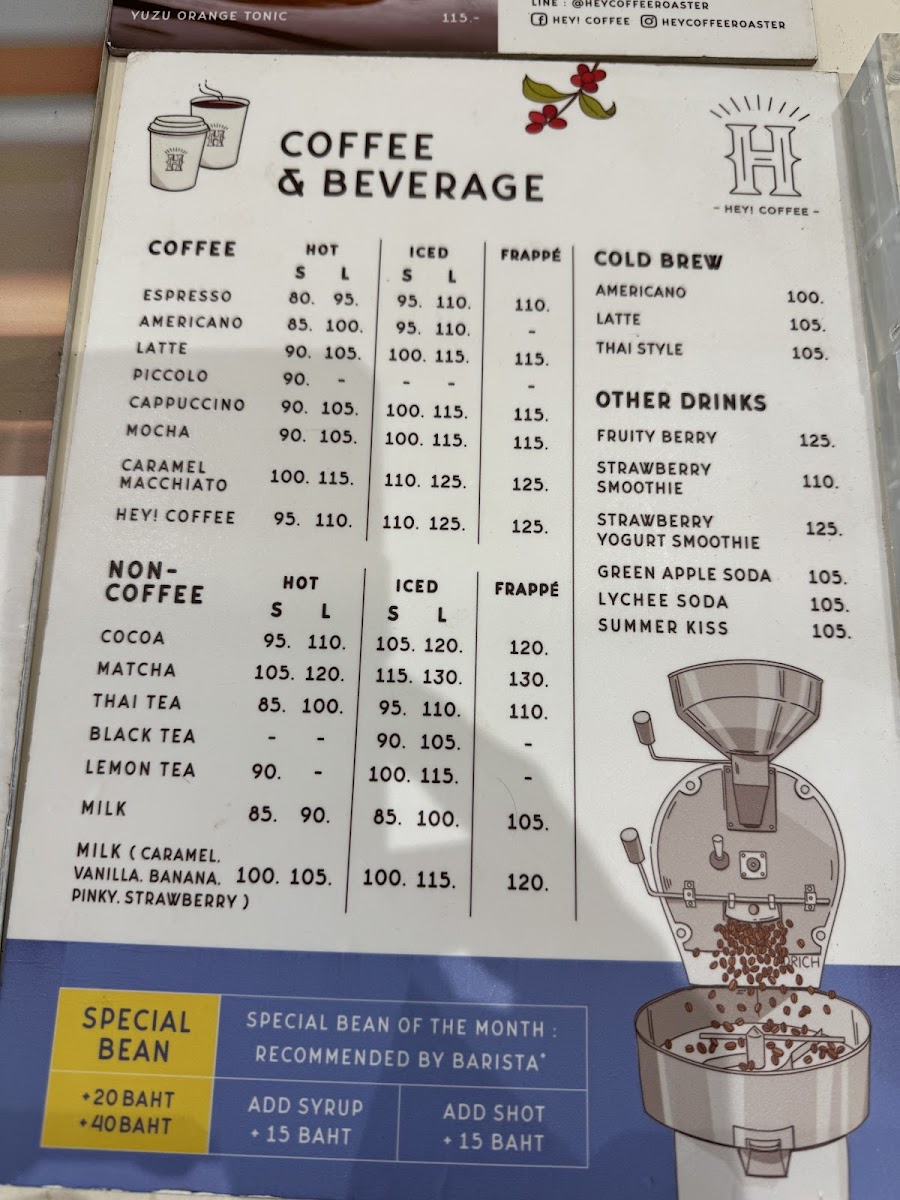 YUZU ORANGE TONIC 115.-
LINE : @HEYCOFFEEROASTER
HEY! COFFEE HEYCOFFEEROASTER
COFFEE
& BEVERAGE
H
- HEY! COFFEE -
COFFEE HOT ICED FRAPPÉ
S L S L
ESPRESSO 80. 95. 95. 110. 110.
AMERICANO 85. 100. 95. 110. -
LATTE 90. 105. 100. 115. 115.
PICCOLO 90. - - - -
CAPPUCCINO 90. 105. 100. 115. 115.
MOCHA 90. 105. 100. 115. 115.
CARAMEL
MACCHIATO 100. 115. 110. 125. 125.
HEY! COFFEE 95. 110. 110. 125. 125.
NON-
COFFEE HOT ICED FRAPPÉ
S L S L
COCOA 95. 110. 105. 120. 120.
MATCHA 105. 120. 115. 130. 130.
THAI TEA 85. 100. 95. 110. 110.
BLACK TEA - - 90. 105. -
LEMON TEA 90. - 100. 115. -
MILK 85. 90. 85. 100. 105.
MILK ( CARAMEL,
VANILLA, BANANA, 100. 105. 100. 115. 120.
PINKY, STRAWBERRY )
COLD BREW
AMERICANO 100.
LATTE 105.
THAI STYLE 105.
OTHER DRINKS
FRUITY BERRY 125.
STRAWBERRY
SMOOTHIE 110.
STRAWBERRY
YOGURT SMOOTHIE 125.
GREEN APPLE SODA 105.
LYCHEE SODA 105.
SUMMER KISS 105.
SPECIAL
BEAN
+20 BAHT
+40 BAHT
SPECIAL BEAN OF THE MONTH :
RECOMMENDED BY BARISTA*
ADD SYRUP
+ 15 BAHT
ADD SHOT
+ 15 BAHT